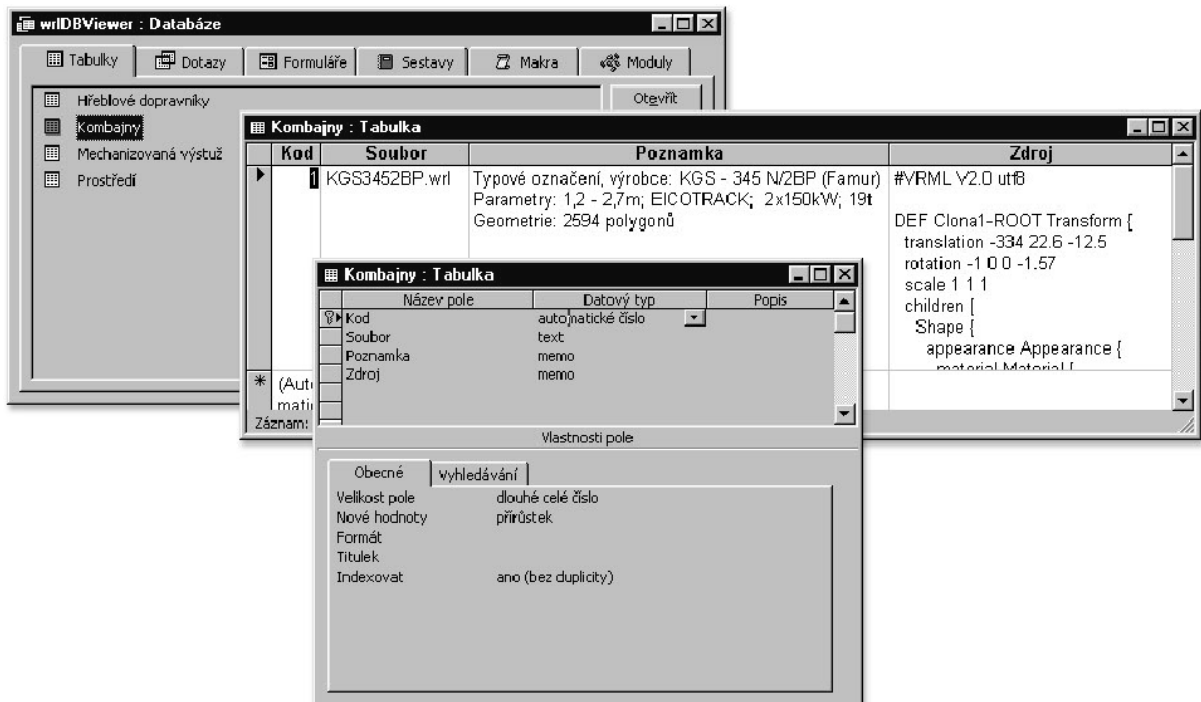 wrlDBViewer : Databáze
Tabulky Dotazy Formuláře Sestavy Makra Moduly
Hřeblové dopravníky
Kombajny
Mechanizovaná výstuž
Prostředí
Otevřít
Kombajny : Tabulka
Kod Soubor Poznamka Zdroj
1 KGS3452BP.wrl Typové označení, výrobce: KGS - 345 N/2BP (Famur) #VRML V2.0 utf8
Parametry: 1,2 - 2,7m; EICOTRACK; 2x150kW; 19t
Geometrie: 2594 polygonů DEF Clona1-ROOT Transform {
translation -334 22.6 -12.5
rotation -1 0 0 -1.57
scale 1 1 1
children [
Shape {
appearance Appearance {
material Material {
(Auto
Záznam:
Kombajny : Tabulka
Název pole Datový typ Popis
Kod automatické číslo
Soubor text
Poznamka memo
Zdroj memo
Vlastnosti pole
Obecné Vyhledávání
Velikost pole dlouhé celé číslo
Nové hodnoty přírůstek
Formát
Titulek
Indexovat ano (bez duplicity)